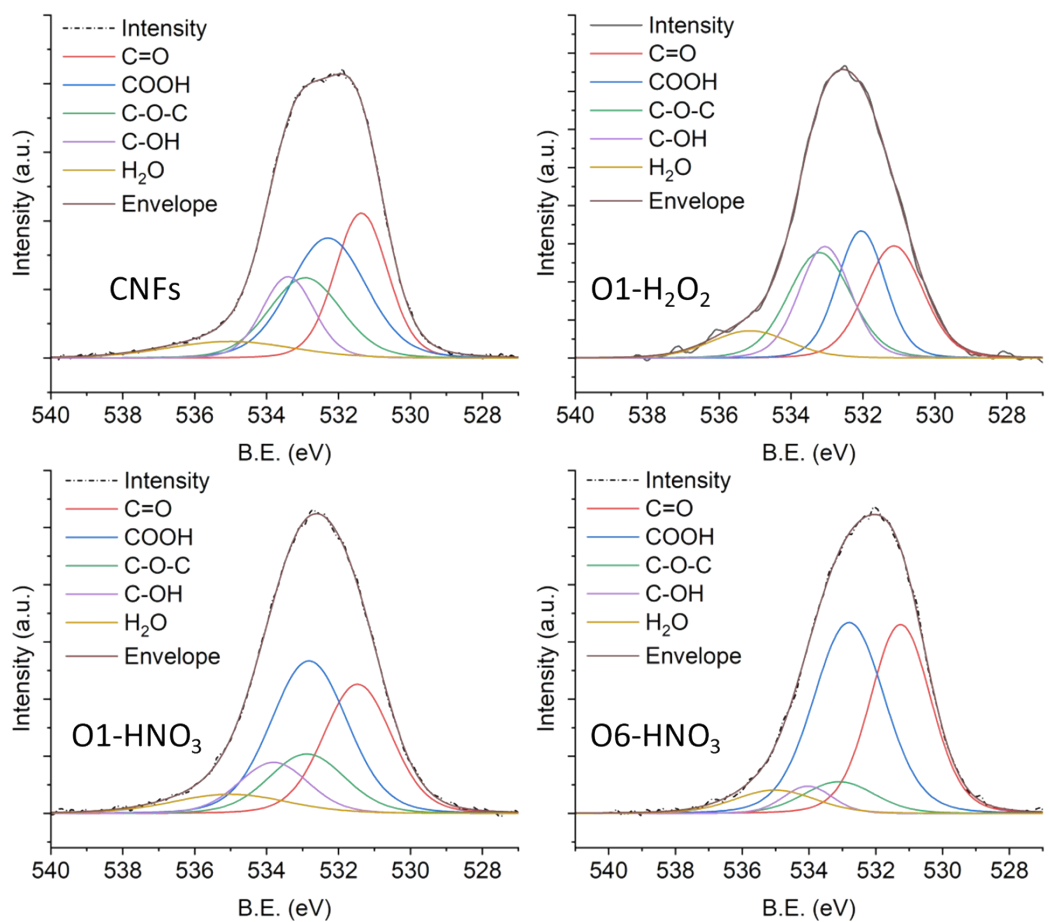 Intensity
C=O
COOH
C-O-C
C-OH
H₂O
Envelope
CNFs
Intensity (a.u.)
540 538 536 534 532 530 528
B.E. (eV)
Intensity
C=O
COOH
C-O-C
C-OH
H₂O
Envelope
O1-H₂O₂
Intensity (a.u.)
540 538 536 534 532 530 528
B.E. (eV)
Intensity
C=O
COOH
C-O-C
C-OH
H₂O
Envelope
O1-HNO₃
Intensity (a.u.)
540 538 536 534 532 530 528
B.E. (eV)
Intensity
C=O
COOH
C-O-C
C-OH
H₂O
Envelope
O6-HNO₃
Intensity (a.u.)
540 538 536 534 532 530 528
B.E. (eV)